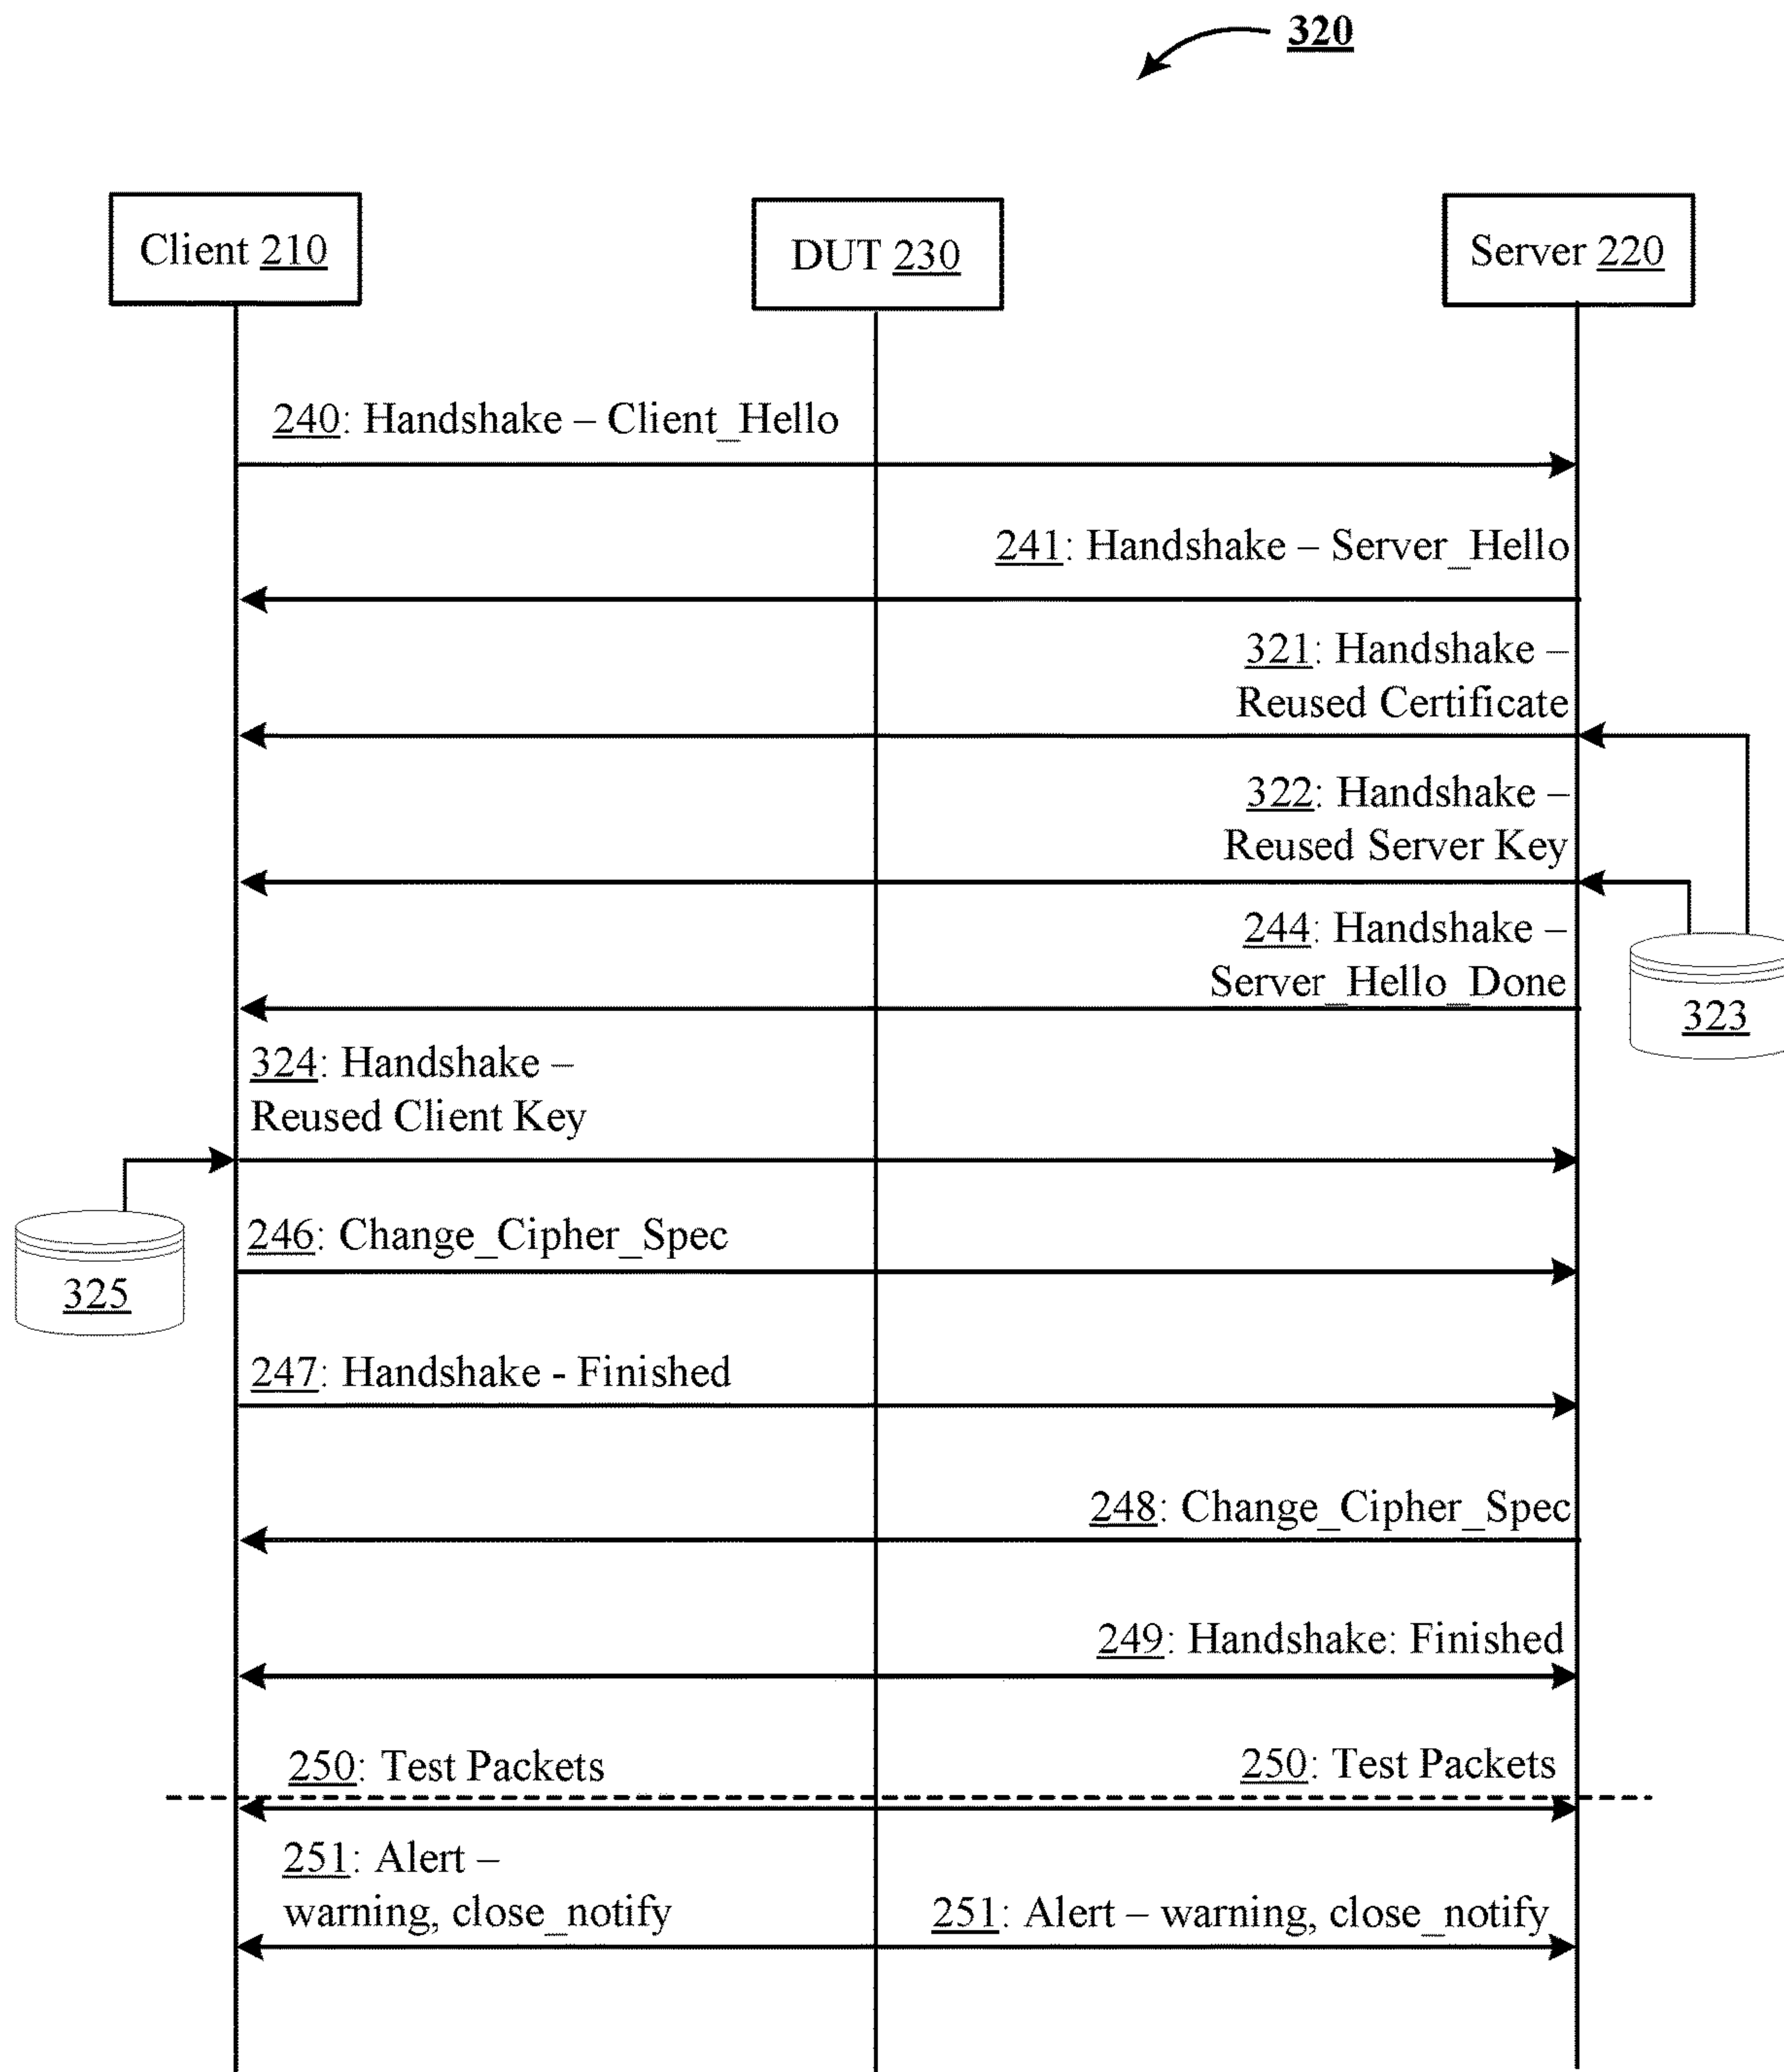 320
Client 210
DUT 230
Server 220
240: Handshake – Client_Hello
241: Handshake – Server_Hello
321: Handshake –
Reused Certificate
322: Handshake –
Reused Server Key
244: Handshake –
Server_Hello_Done
323
324: Handshake –
Reused Client Key
246: Change_Cipher_Spec
325
247: Handshake - Finished
248: Change_Cipher_Spec
249: Handshake: Finished
250: Test Packets
250: Test Packets
251: Alert –
warning, close_notify
251: Alert – warning, close_notify